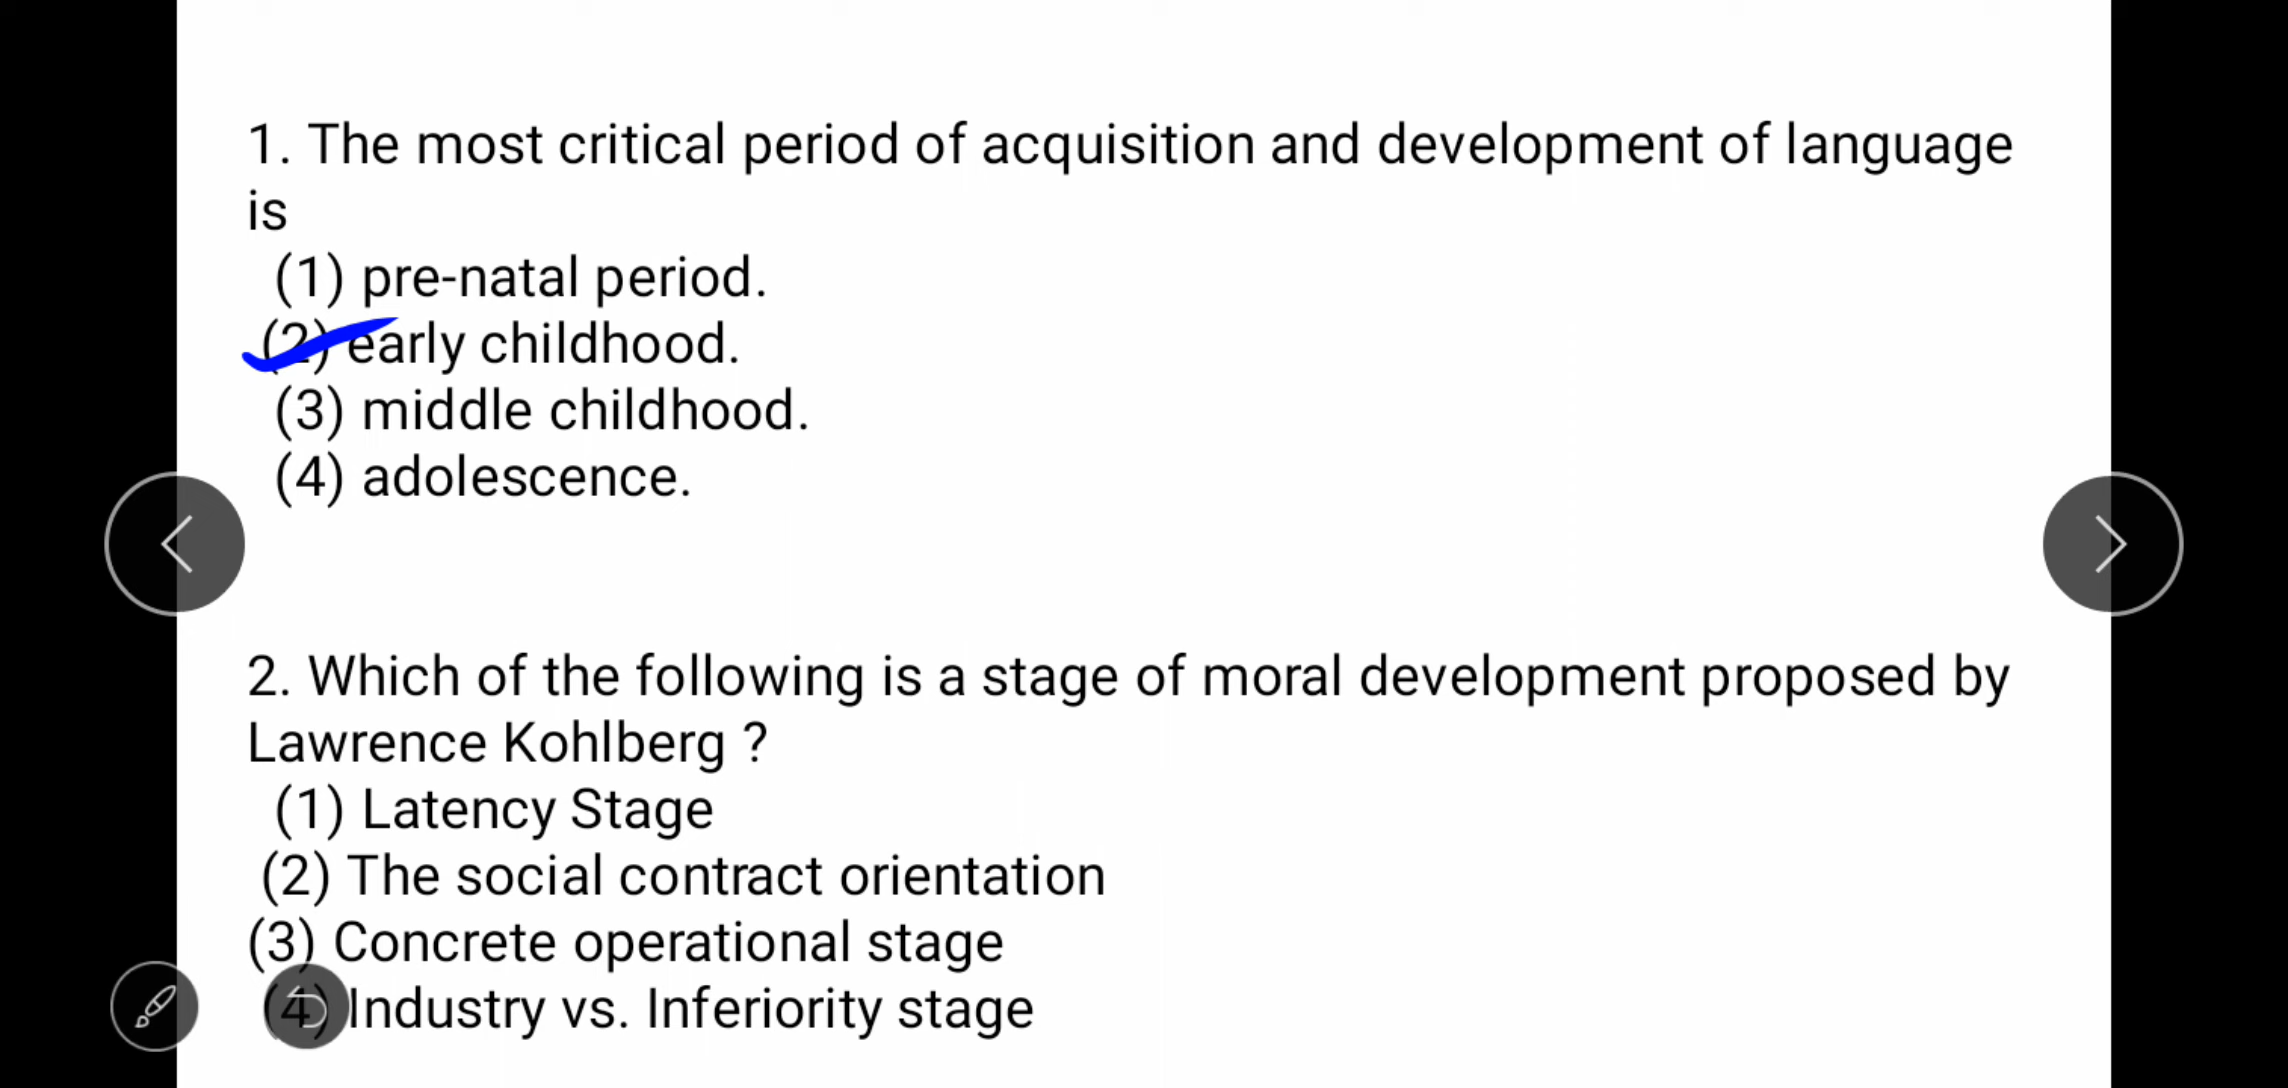 1. The most critical period of acquisition and development of language
is
(1) pre-natal period.
(2) early childhood.
(3) middle childhood.
(4) adolescence.
2. Which of the following is a stage of moral development proposed by
Lawrence Kohlberg ?
(1) Latency Stage
(2) The social contract orientation
(3) Concrete operational stage
(4) Industry vs. Inferiority stage